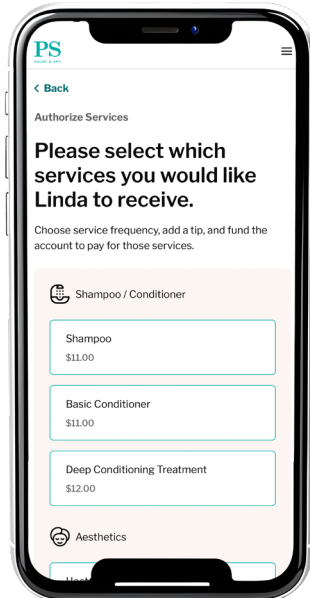 PS
SALON & SPA
Back
Authorize Services
Please select which
services you would like
Linda to receive.
Choose service frequency, add a tip, and fund the
account to pay for those services.
Shampoo / Conditioner
Shampoo
$11.00
Basic Conditioner
$11.00
Deep Conditioning Treatment
$12.00
Aesthetics